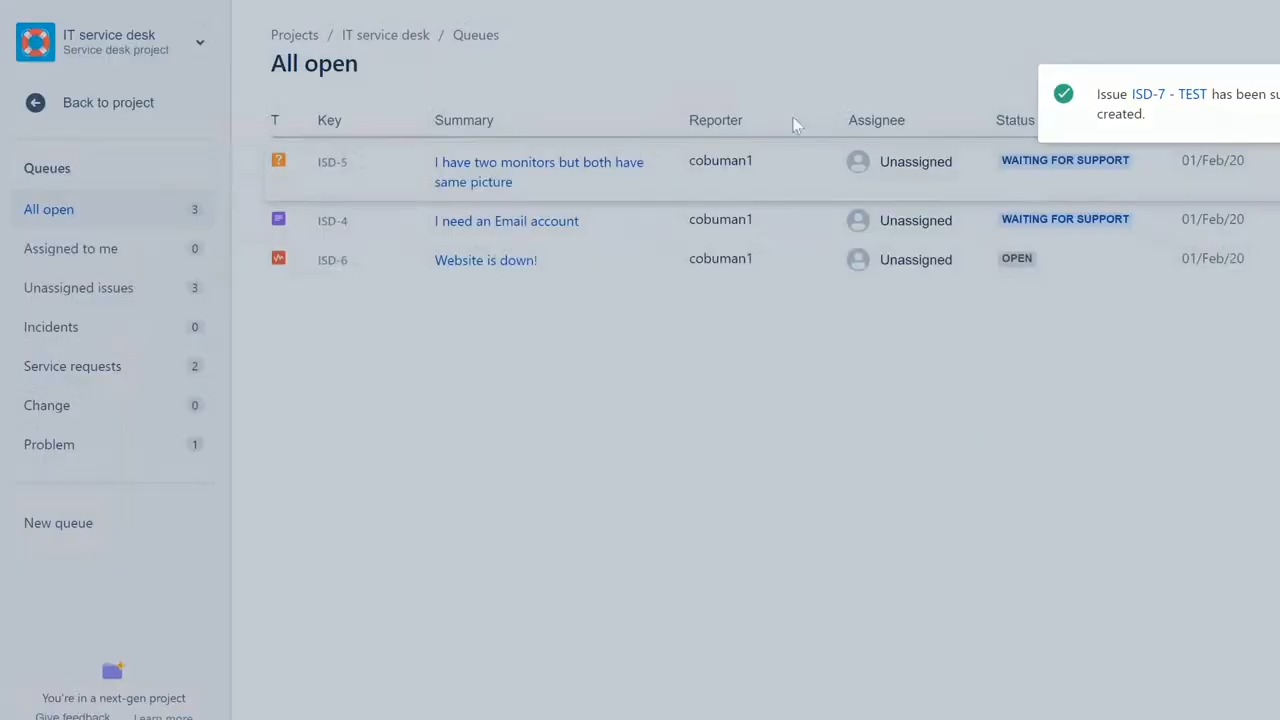 IT service desk
Service desk project
Back to project
Queues
All open 3
Assigned to me 0
Unassigned issues 3
Incidents 0
Service requests 2
Change 0
Problem 1
New queue
You're in a next-gen project
Give feedback Learn more
Projects / IT service desk / Queues
All open
Issue ISD-7 - TEST has been su
created.
T Key Summary Reporter Assignee Status
? ISD-5 I have two monitors but both have cobuman1 Unassigned WAITING FOR SUPPORT 01/Feb/20
same picture
ISD-4 I need an Email account cobuman1 Unassigned WAITING FOR SUPPORT 01/Feb/20
ISD-6 Website is down! cobuman1 Unassigned OPEN 01/Feb/20